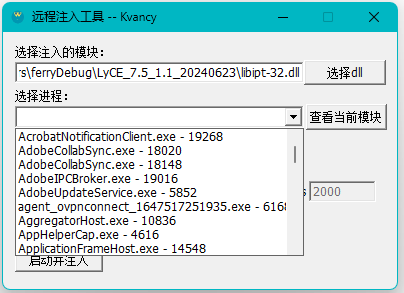 远程注入工具 -- Kvancy
选择注入的模块:
's\ferryDebug\LyCE_7.5_1.1_20240623\libipt-32.dll
选择dll
选择进程:
查看当前模块
AcrobatNotificationClient.exe - 19268
AdobeCollabSync.exe - 18020
AdobeCollabSync.exe - 18148
AdobeIPCBroker.exe - 19016
AdobeUpdateService.exe - 5852
agent_ovpnconnect_1647517251935.exe - 6168
AggregatorHost.exe - 10836
AppHelperCap.exe - 4616
ApplicationFrameHost.exe - 14548
s 2000
启动并注入